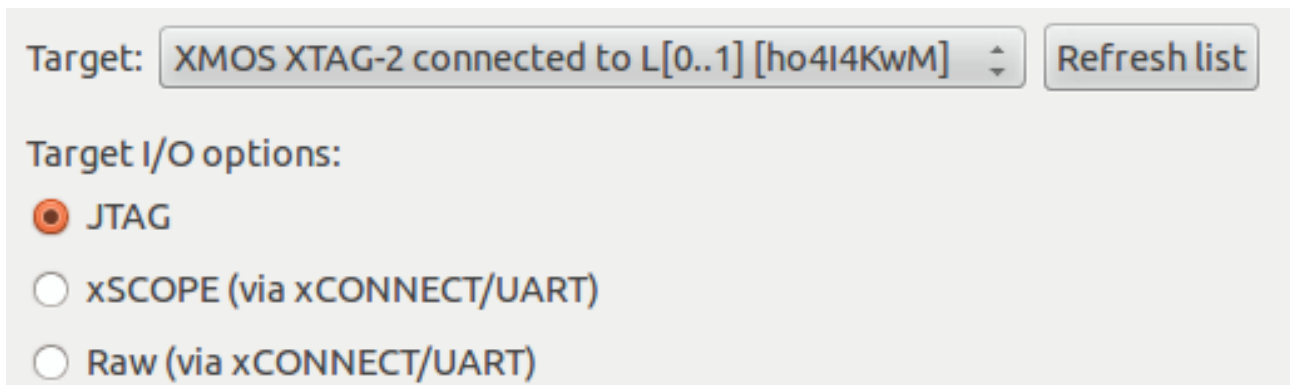 Target: XMOS XTAG-2 connected to L[0..1] [ho4I4KwM] Refresh list
Target I/O options:
JTAG
xSCOPE (via xCONNECT/UART)
Raw (via xCONNECT/UART)